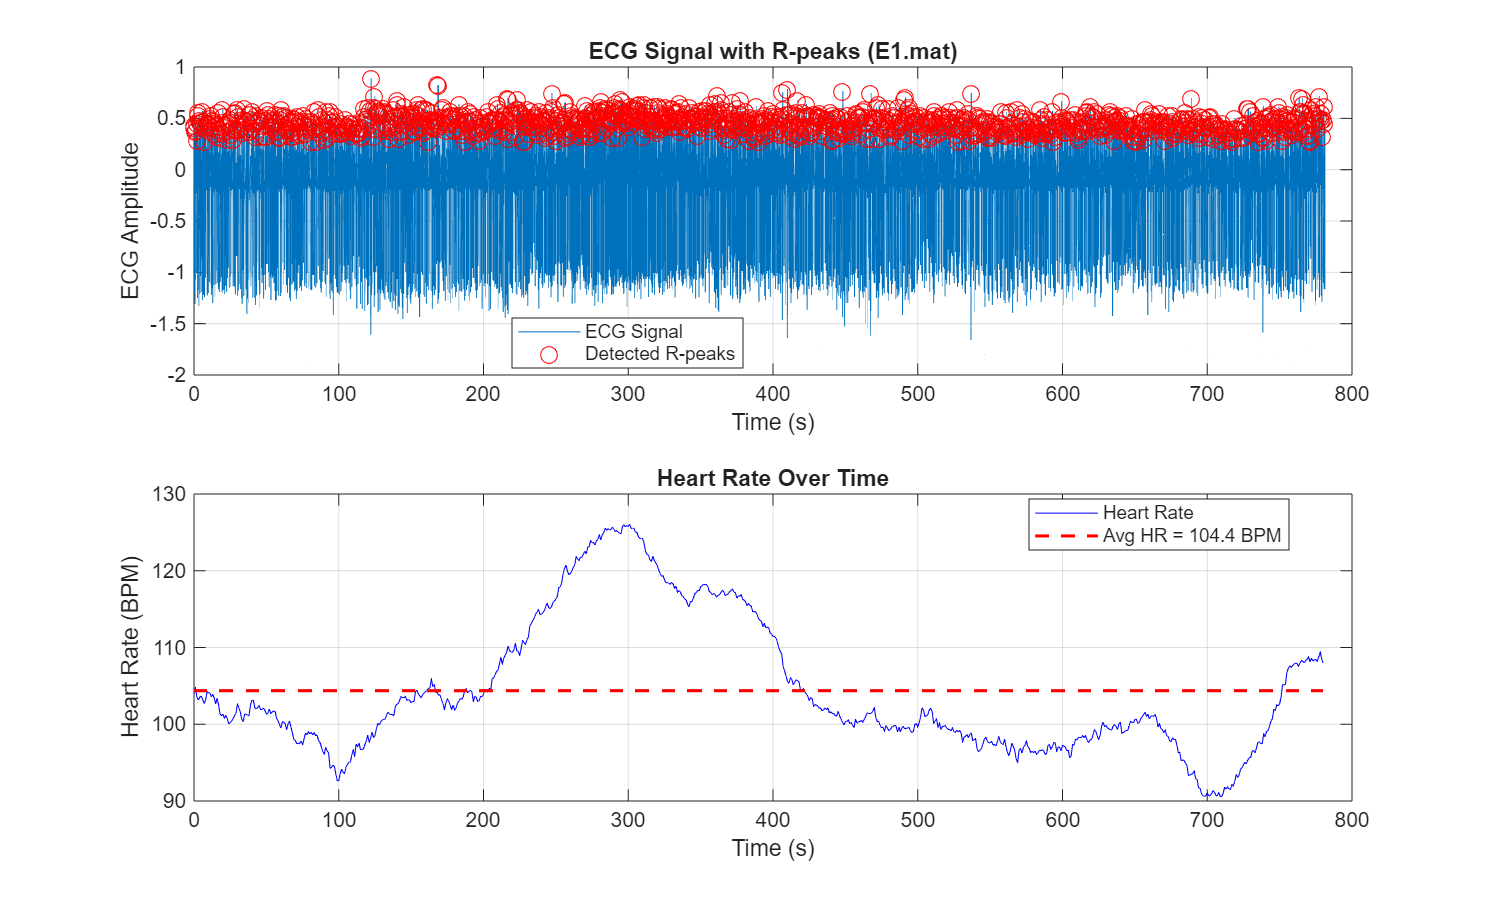 ECG Signal with R-peaks (E1.mat)
1
0.5
0
-0.5
-1
-1.5
-2
ECG Amplitude
ECG Signal
Detected R-peaks
0 100 200 300 400 500 600 700 800
Time (s)
Heart Rate Over Time
130
120
110
100
90
Heart Rate (BPM)
Heart Rate
Avg HR = 104.4 BPM
0 100 200 300 400 500 600 700 800
Time (s)